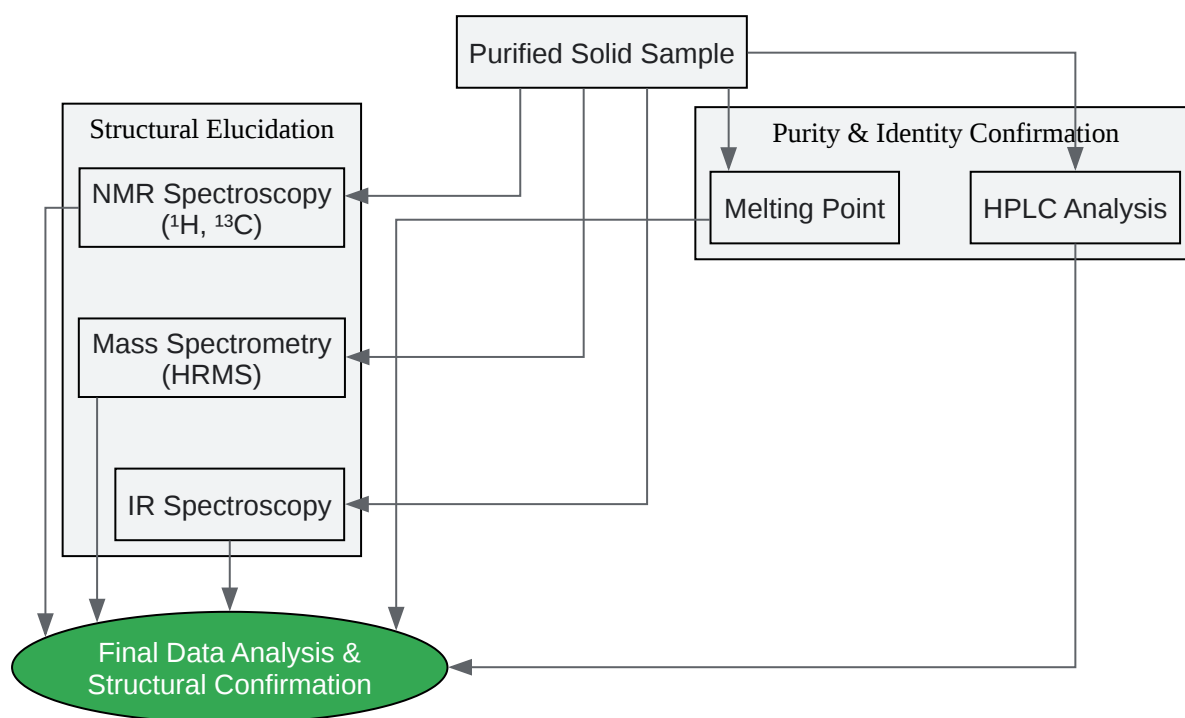 Purified Solid Sample
Structural Elucidation
Purity & Identity Confirmation
NMR Spectroscopy
(¹H, ¹³C)
Melting Point
HPLC Analysis
Mass Spectrometry
(HRMS)
IR Spectroscopy
Final Data Analysis &
Structural Confirmation